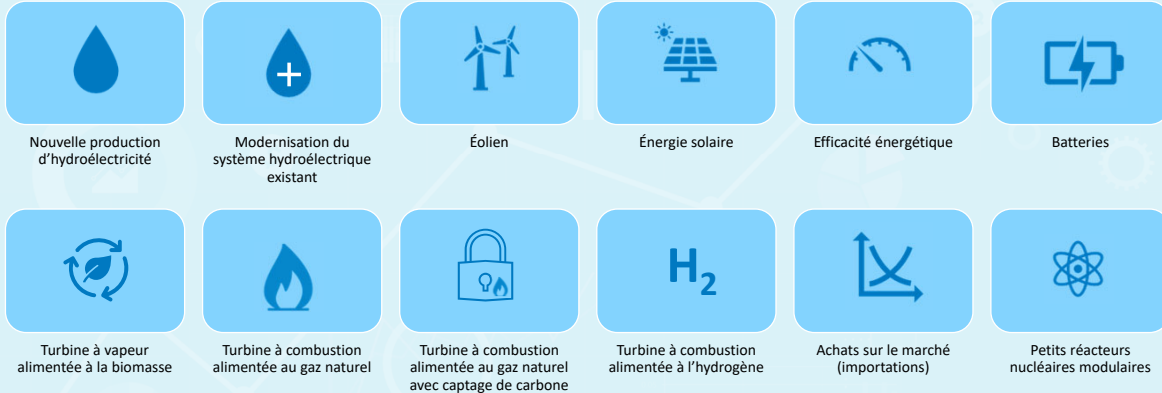 Nouvelle production
d'hydroélectricité
Modernisation du
système hydroélectrique
existant
Éolien
Énergie solaire
Efficacité énergétique
Batteries
H₂
Turbine à vapeur
alimentée à la biomasse
Turbine à combustion
alimentée au gaz naturel
Turbine à combustion
alimentée au gaz naturel
avec captage de carbone
Turbine à combustion
alimentée à l'hydrogène
Achats sur le marché
(importations)
Petits réacteurs
nucléaires modulaires